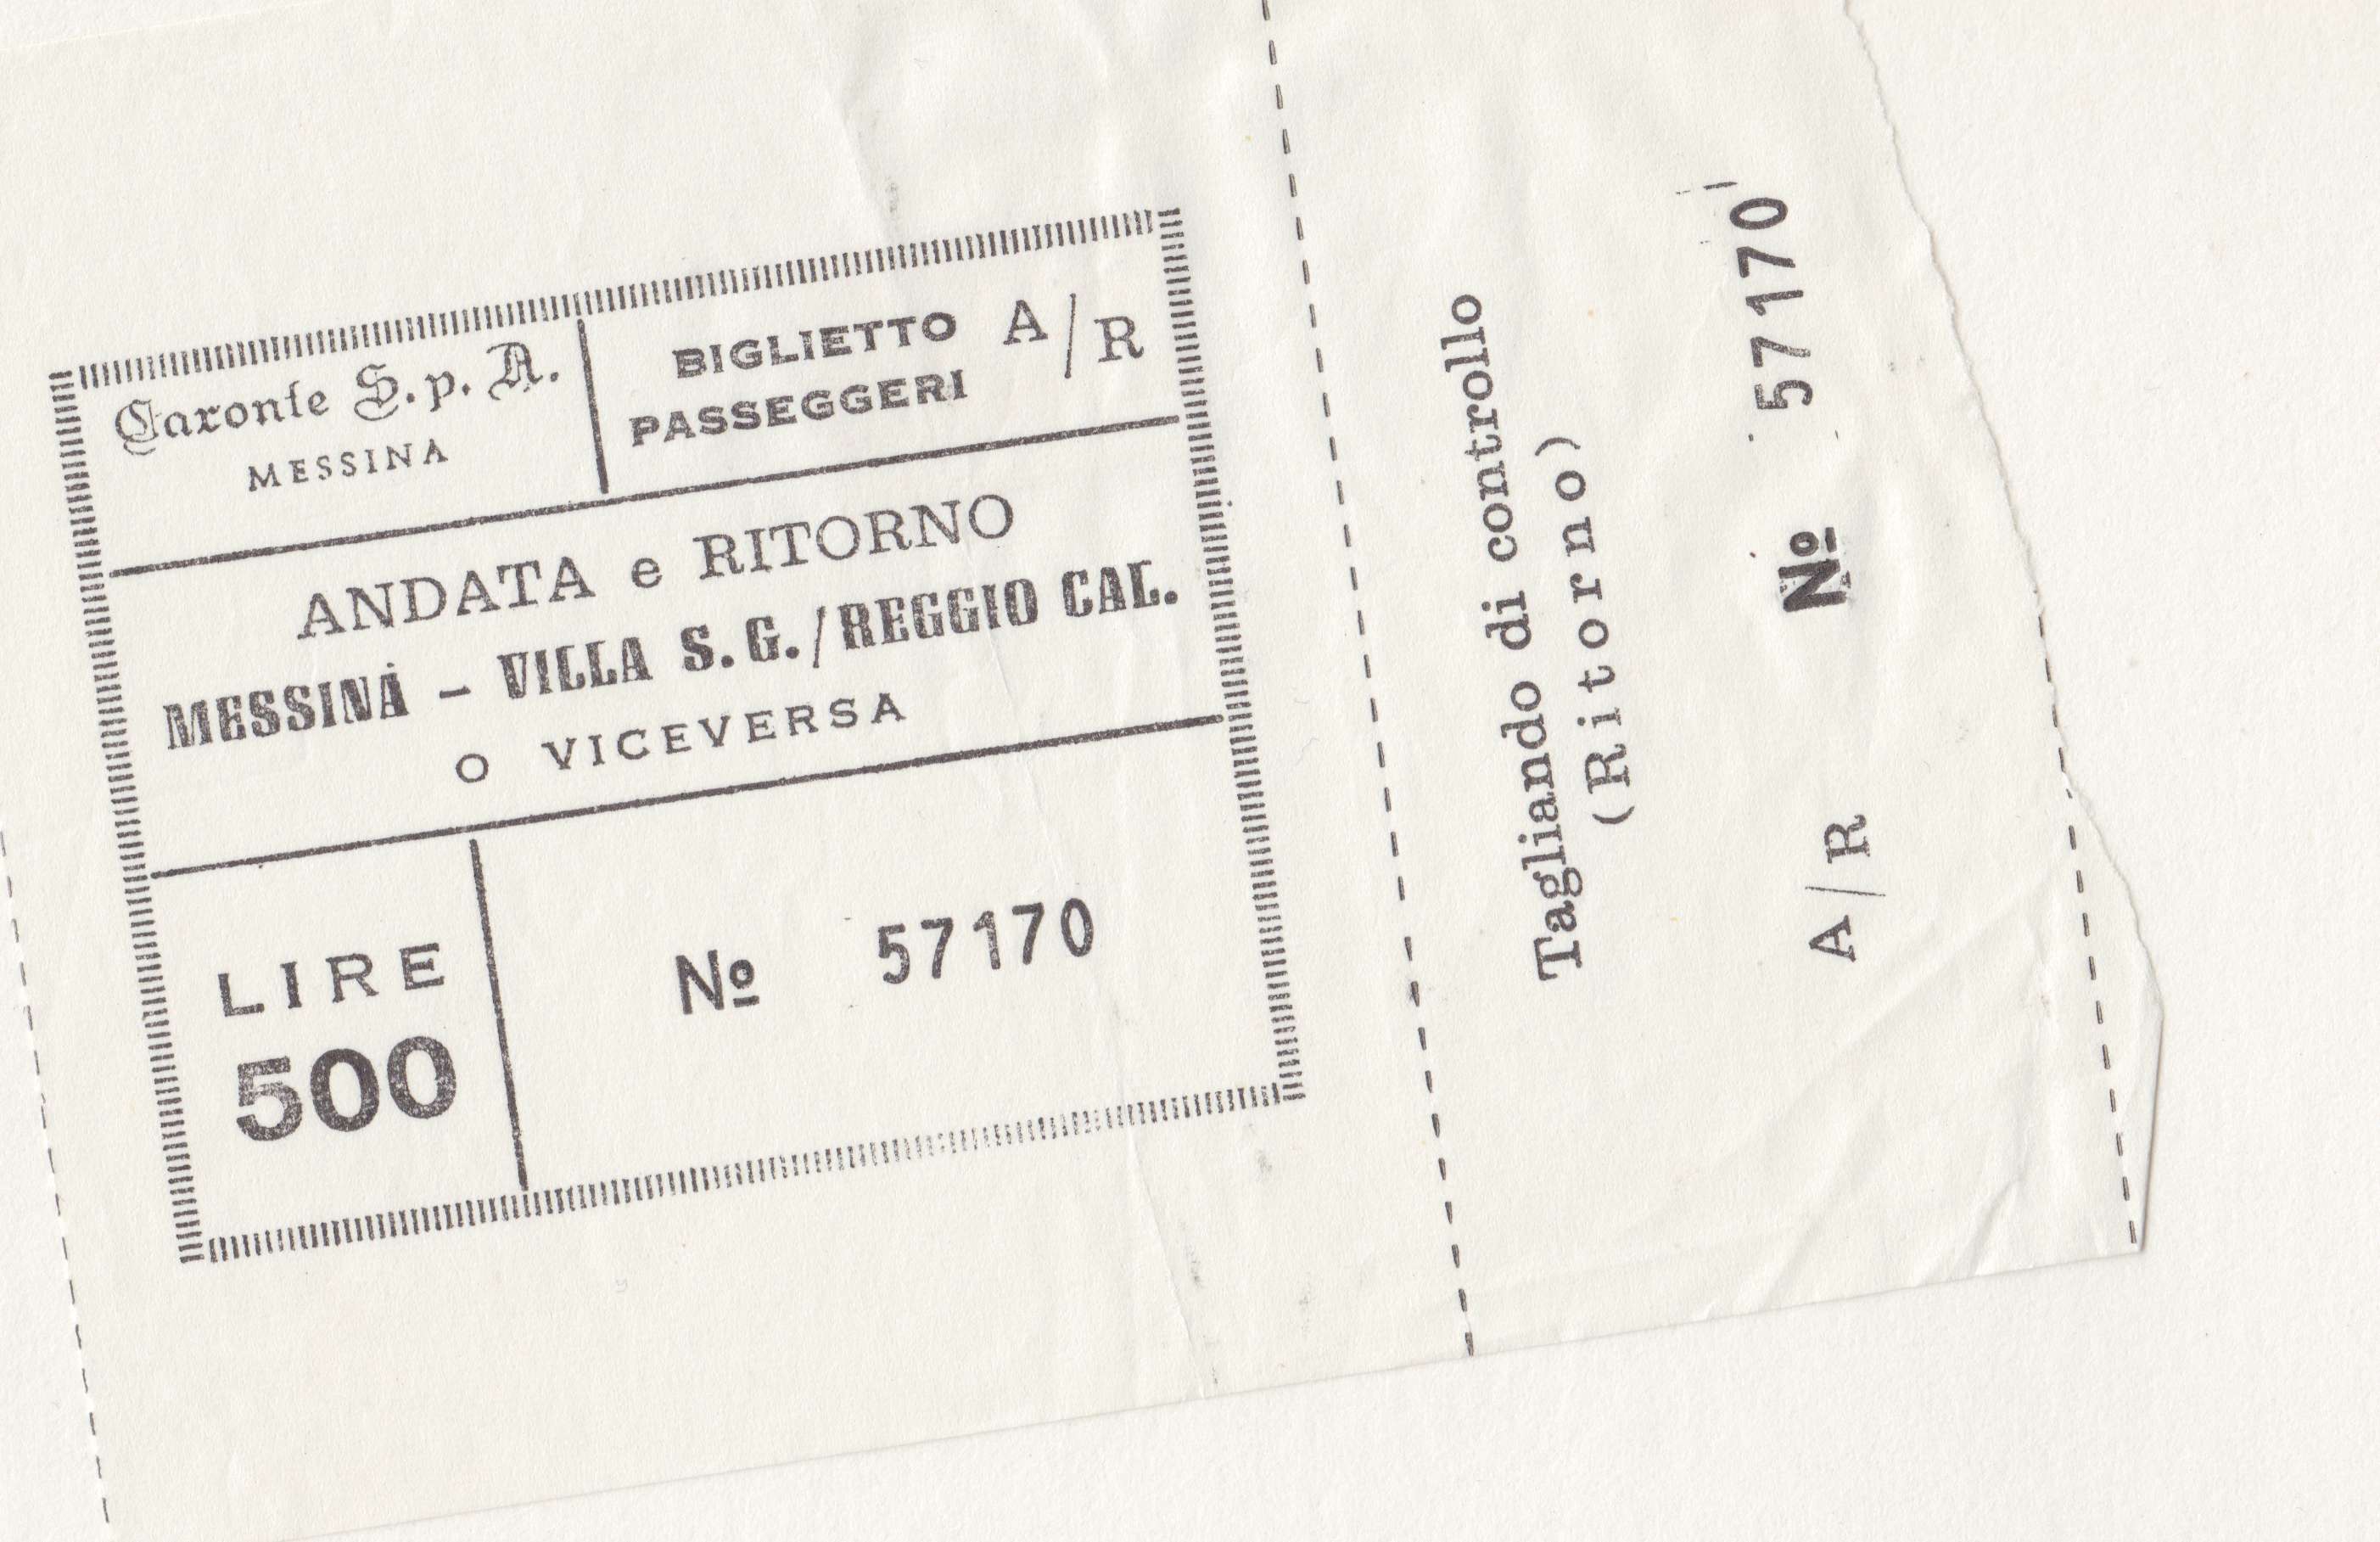 Caronte S.p.A.
MESSINA
BIGLIETTO A/R
PASSEGGERI
ANDATA e RITORNO
MESSINA - VILLA S.G./REGGIO CAL.
O VICEVERSA
LIRE
500
Nº 57170
Tagliando di controllo
(Ritorno)
A/R Nº 57170